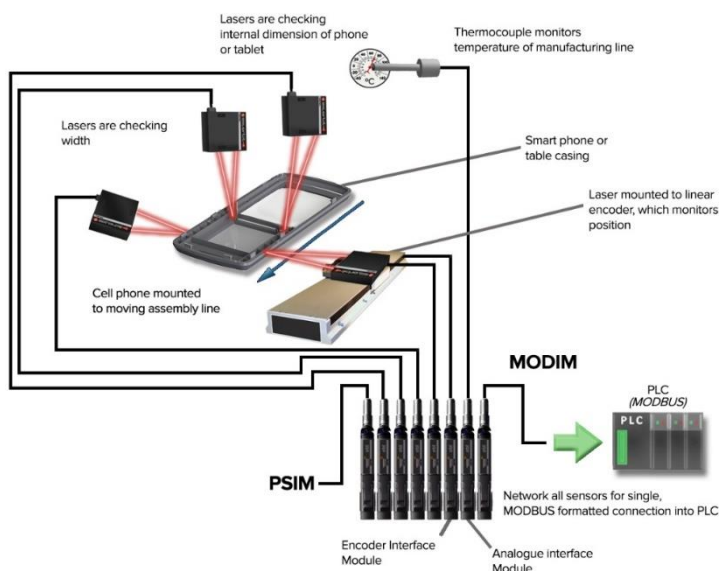 Lasers are checking
internal dimension of phone
or tablet
Thermocouple monitors
temperature of manufacturing line
°C
Lasers are checking
width
Smart phone or
table casing
Laser mounted to linear
encoder, which monitors
position
Cell phone mounted
to moving assembly line
MODIM
PLC
(MODBUS)
PLC
PSIM
Network all sensors for single,
MODBUS formatted connection into PLC
Encoder Interface
Module
Analogue interface
Module